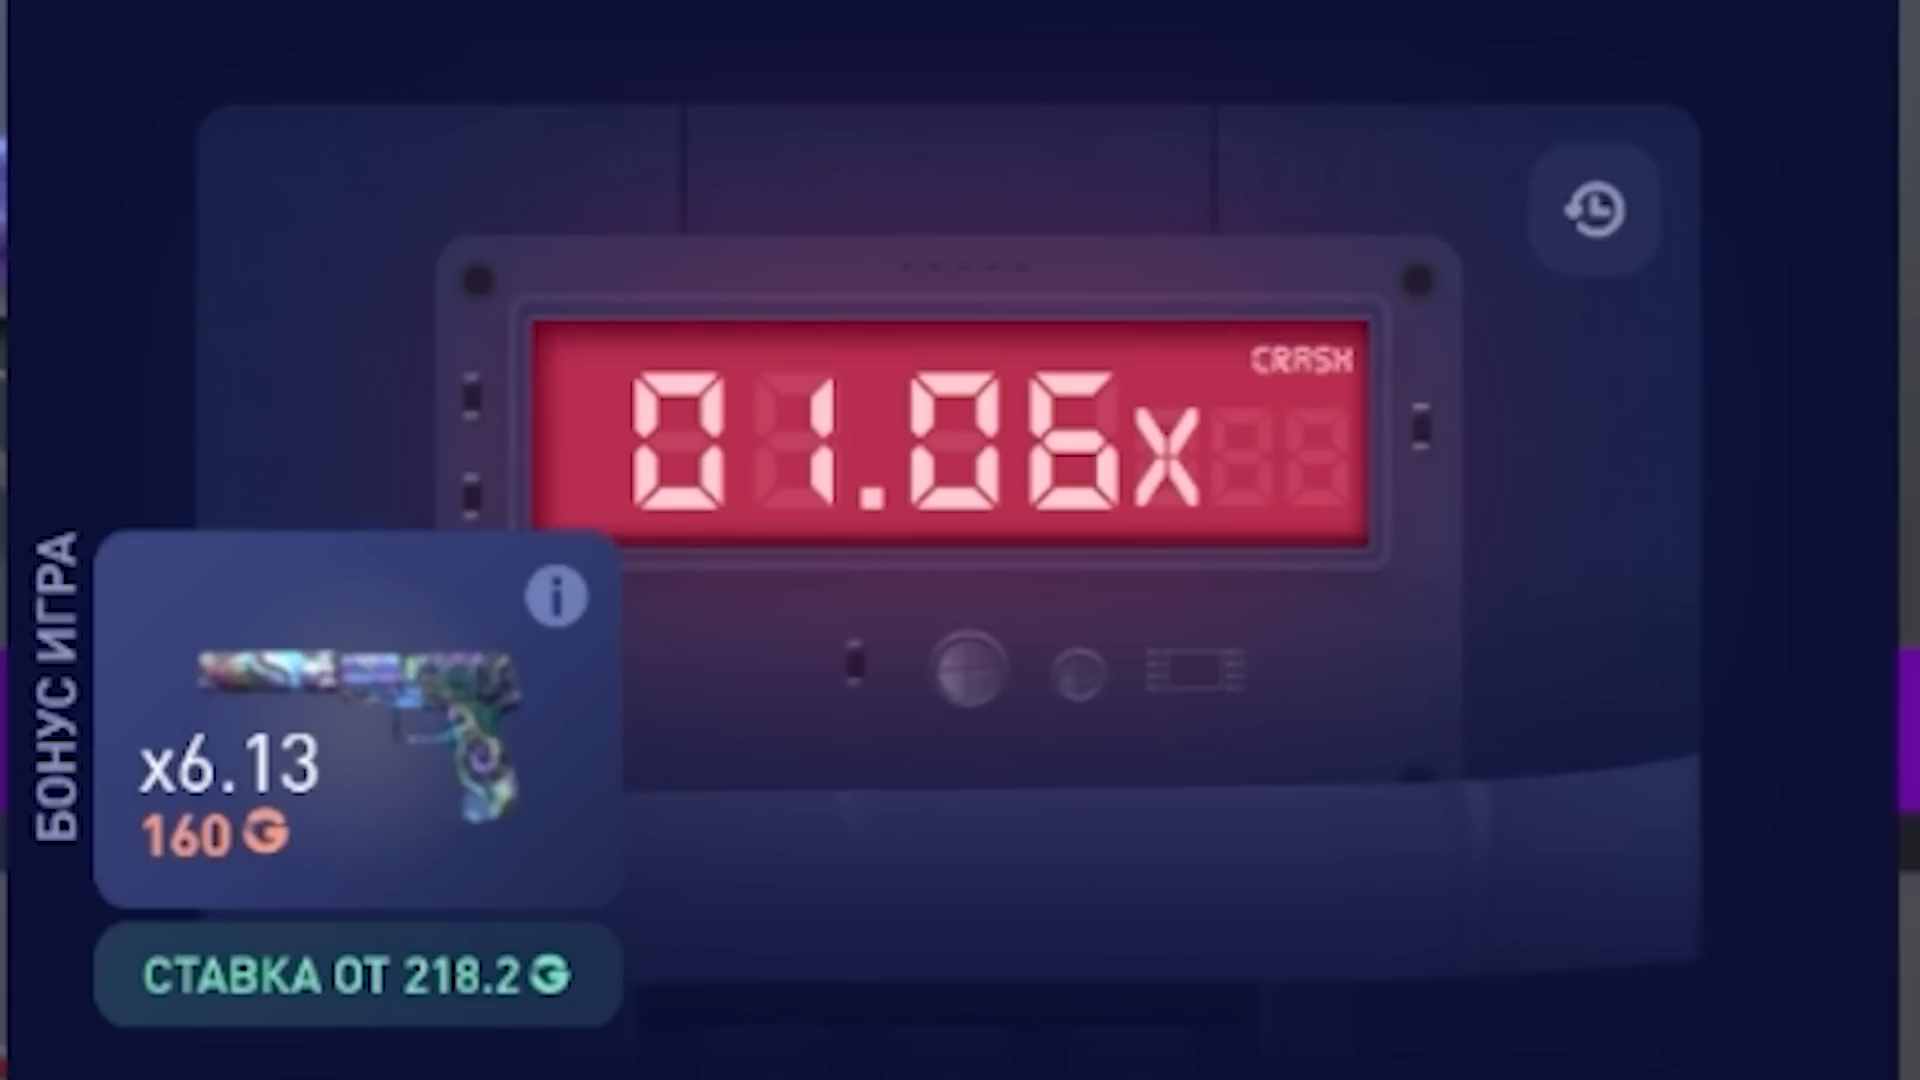 CRASH
01.06x
БОНУС ИГРА
x6.13
160 G
СТАВКА ОТ 218.2 G